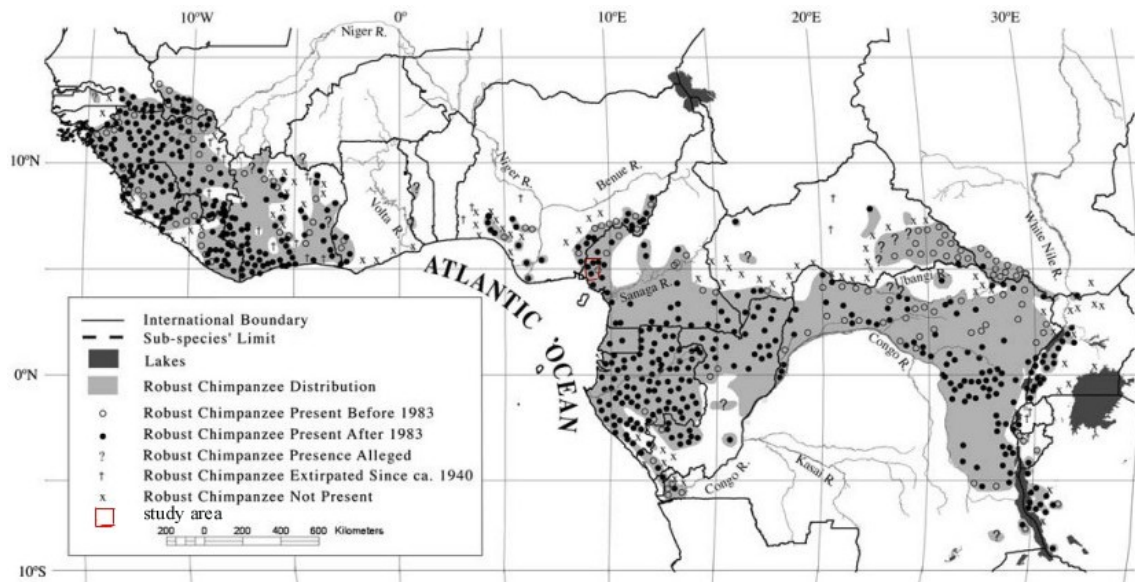 10°W 0° 10°E 20°E 30°E
Niger R.
10°N
Niger R.
Benue R.
Volta R.
White Nile R.
ATLANTIC OCEAN
Sanaga R.
Ubangi R.
Congo R.
International Boundary
Sub-species' Limit
Lakes
0°N
Robust Chimpanzee Distribution
Robust Chimpanzee Present Before 1983
Robust Chimpanzee Present After 1983
? Robust Chimpanzee Presence Alleged
† Robust Chimpanzee Extirpated Since ca. 1940
x Robust Chimpanzee Not Present
study area
200 0 200 400 600 Kilometers
Congo R.
Kasai R.
10°S